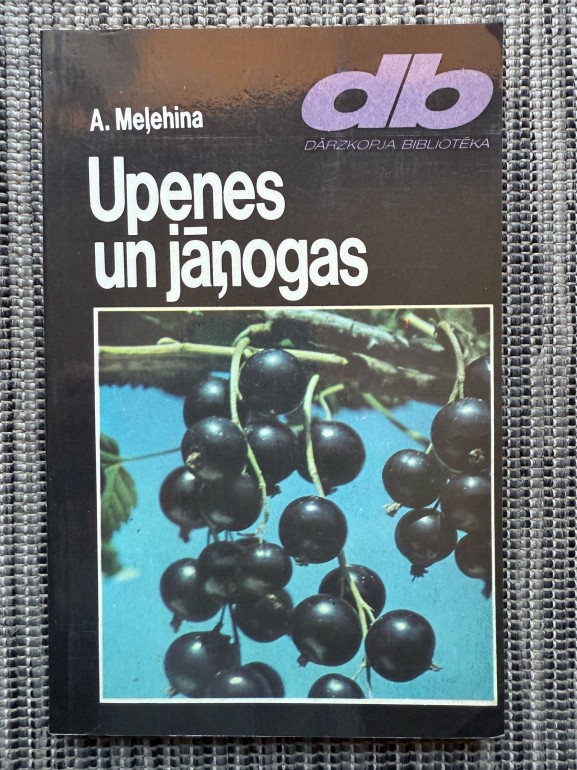 db
DĀRZKOPJA BIBLIOTĒKA
A. Meļehina
Upenes
un jāņogas